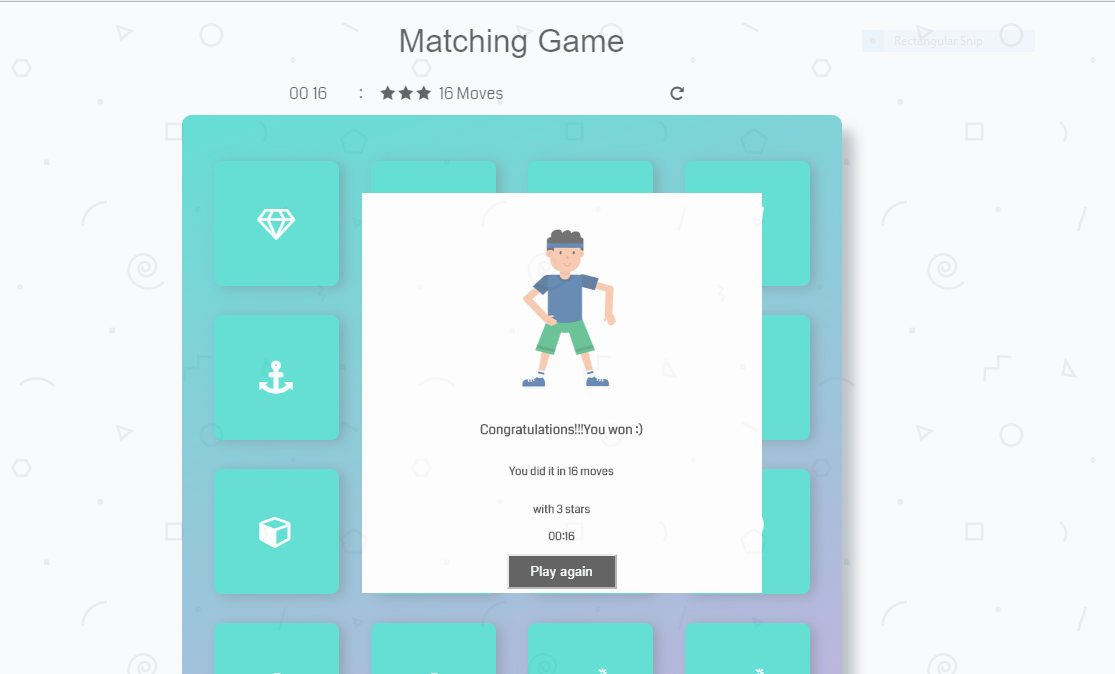 Matching Game
Rectangular Snip
00 16 : 16 Moves
Congratulations!!!You won :)
You did it in 16 moves
with 3 stars
00:16
Play again